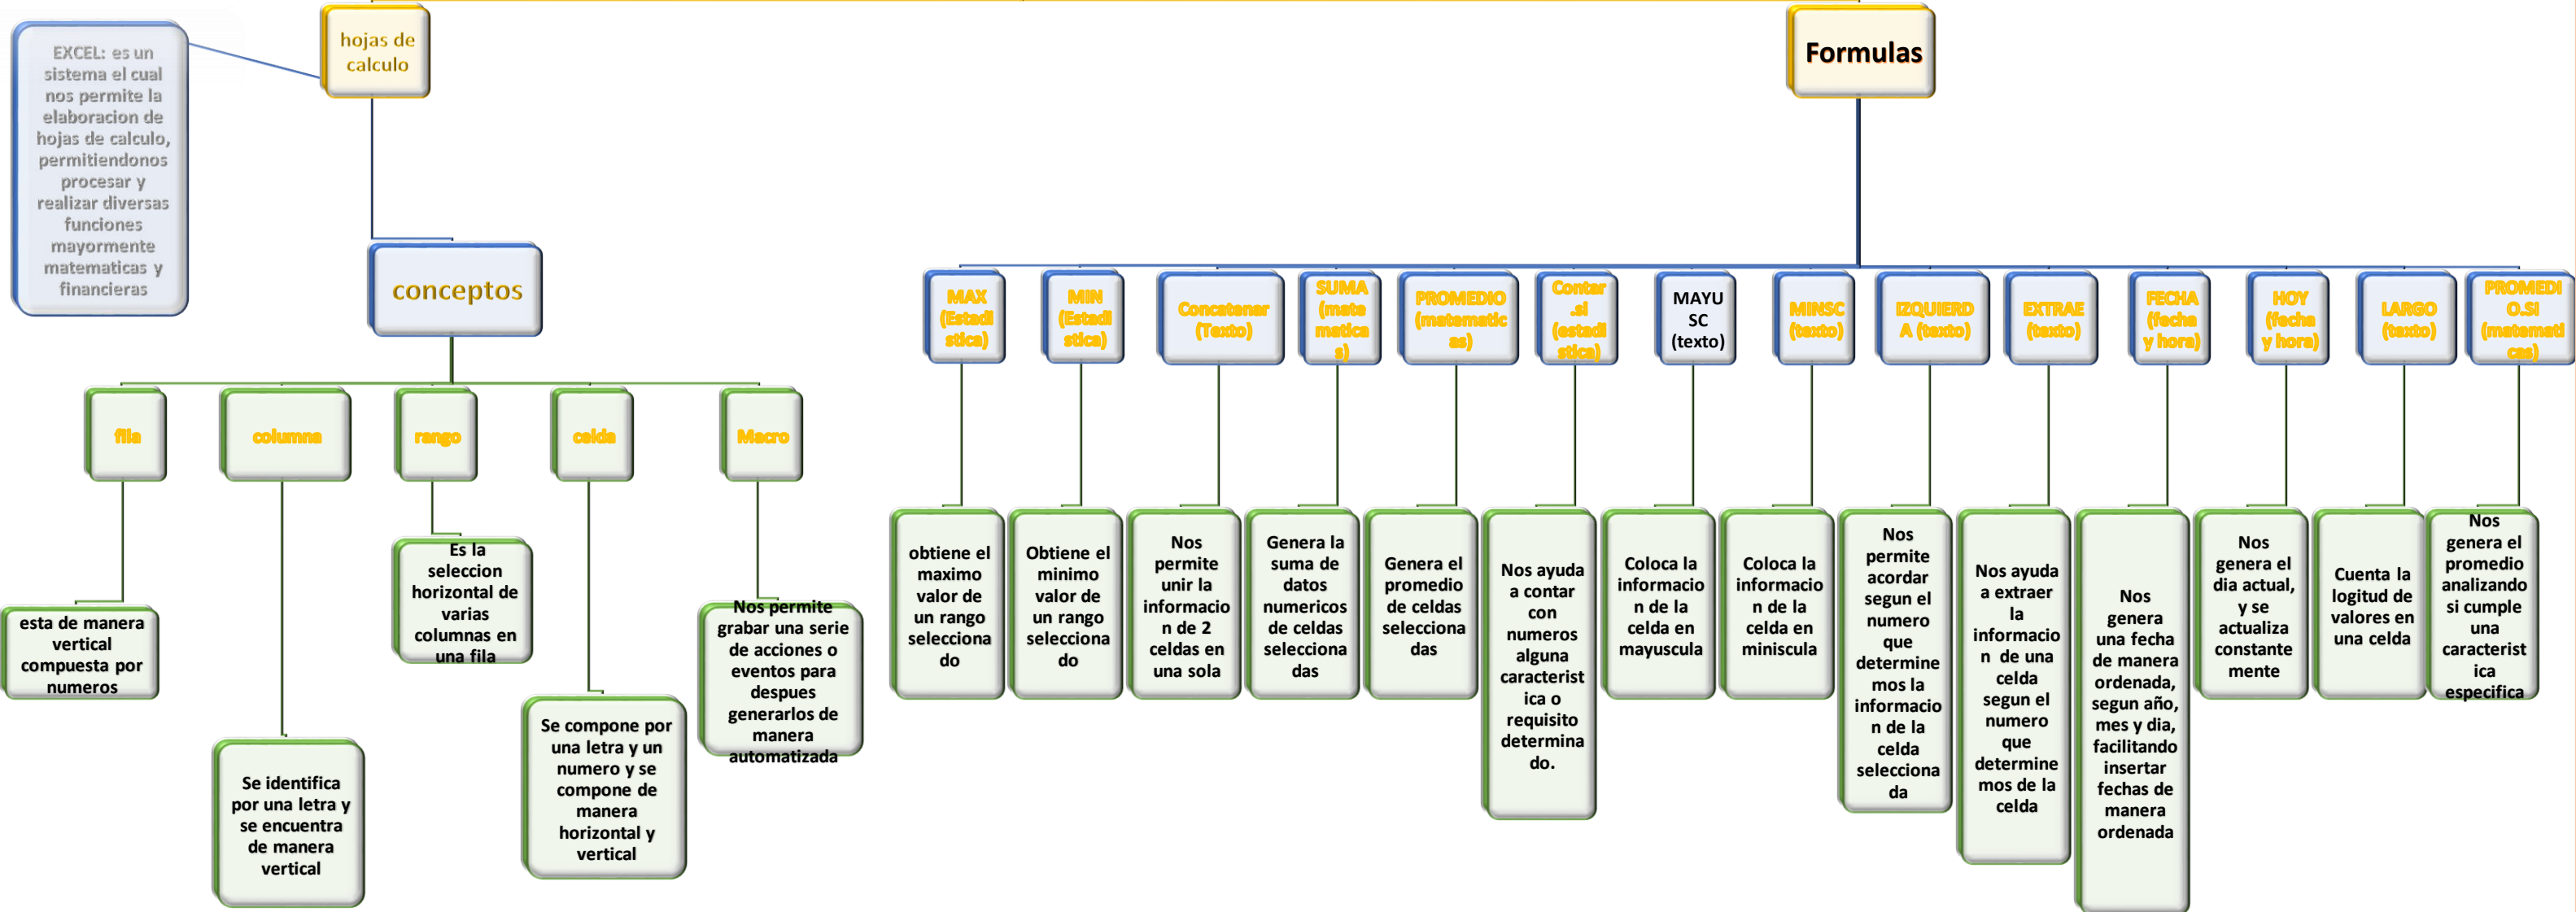 EXCEL: es un
sistema el cual
nos permite la
elaboracion de
hojas de calculo,
permitiendonos
procesar y
realizar diversas
funciones
mayormente
matematicas y
financieras
hojas de
calculo
Formulas
conceptos
fila
columna
rango
celda
Macro
esta de manera
vertical
compuesta por
numeros
Se identifica
por una letra y
se encuentra
de manera
vertical
Es la
seleccion
horizontal de
varias
columnas en
una fila
Se compone por
una letra y un
numero y se
compone de
manera
horizontal y
vertical
Nos permite
grabar una serie
de acciones o
eventos para
despues
generarlos de
manera
automatizada
MAX
(Estadi
stica)
MIN
(Estadi
stica)
Concatenar
(Texto)
SUMA
(mate
matica
s)
PROMEDIO
(matematic
as)
Contar
.si
(estadi
stica)
MAYU
SC
(texto)
MINSC
(texto)
IZQUIERD
A (texto)
EXTRAE
(texto)
FECHA
(fecha
y hora)
HOY
(fecha
y hora)
LARGO
(texto)
PROMEDI
O.SI
(matemati
cas)
obtiene el
maximo
valor de
un rango
selecciona
do
Obtiene el
minimo
valor de
un rango
selecciona
do
Nos
permite
unir la
informacio
n de 2
celdas en
una sola
Genera la
suma de
datos
numericos
de celdas
seleccion
das
Genera el
promedio
de celdas
selecciona
das
Nos ayuda
a contar
con
numeros
alguna
caracterist
ica o
requisito
determina
do.
Coloca la
informacio
n de la
celda en
mayuscula
Coloca la
informacio
n de la
celda en
miniscula
Nos
permite
acordar
segun el
numero
que
determine
mos la
informacio
n de la
celda
selecciona
da
Nos ayuda
a extraer
la
informacio
n de una
celda
segun el
numero
que
determine
mos de la
celda
Nos
genera
una fecha
de manera
ordenada,
segun año,
mes y dia,
facilitando
insertar
fechas de
manera
ordenada
Nos
genera el
dia actual,
y se
actualiza
constante
mente
Cuenta la
logitud de
valores en
una celda
Nos
genera el
promedio
analizando
si cumple
una
caracterist
ica
especifica